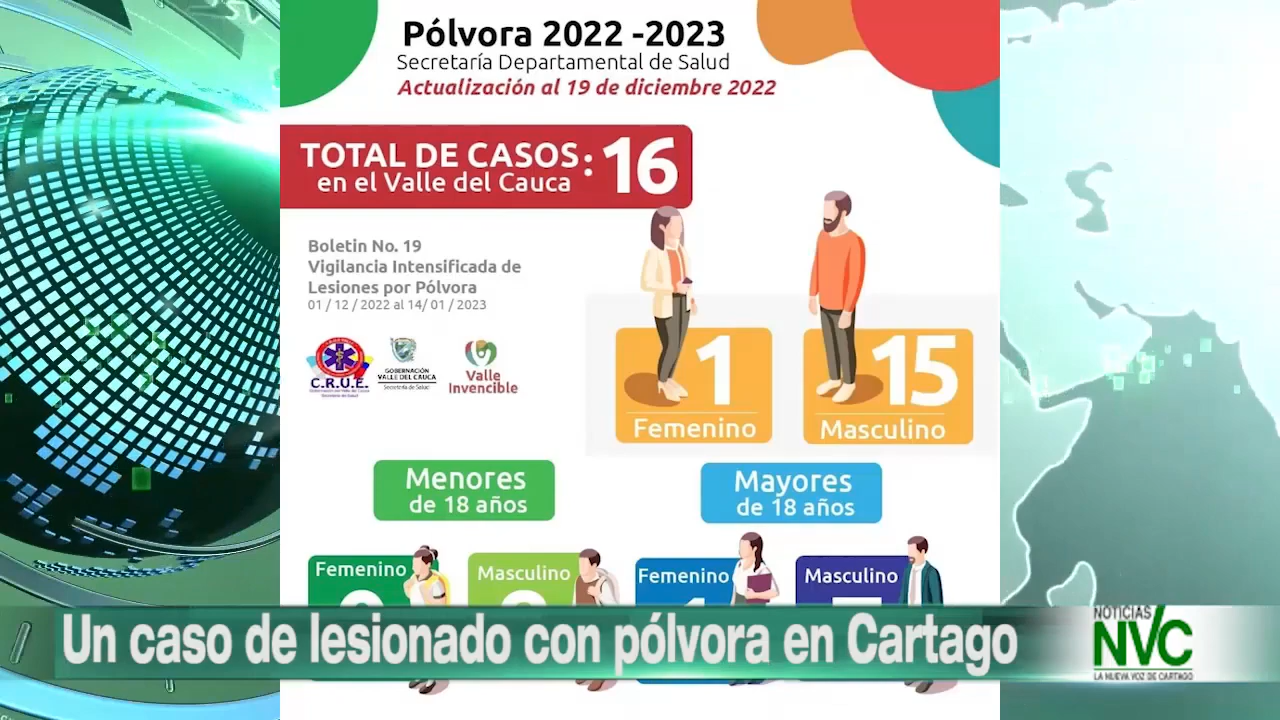 Pólvora 2022 -2023
Secretaría Departamental de Salud
Actualización al 19 de diciembre 2022
TOTAL DE CASOS: 16
en el Valle del Cauca
Boletin No. 19
Vigilancia Intensificada de
Lesiones por Pólvora
01 / 12 / 2022 al 14/ 01 / 2023
C.R.U.E.
GOBERNACIÓN
VALLE DEL CAUCA
Secretaría de Salud
Valle
Invencible
1
Femenino
15
Masculino
Menores
de 18 años
Mayores
de 18 años
Femenino
Masculino
Femenino
Masculino
Un caso de lesionado con pólvora en Cartago
NOTICIAS
NVC
LA NUEVA VOZ DE CARTAGO